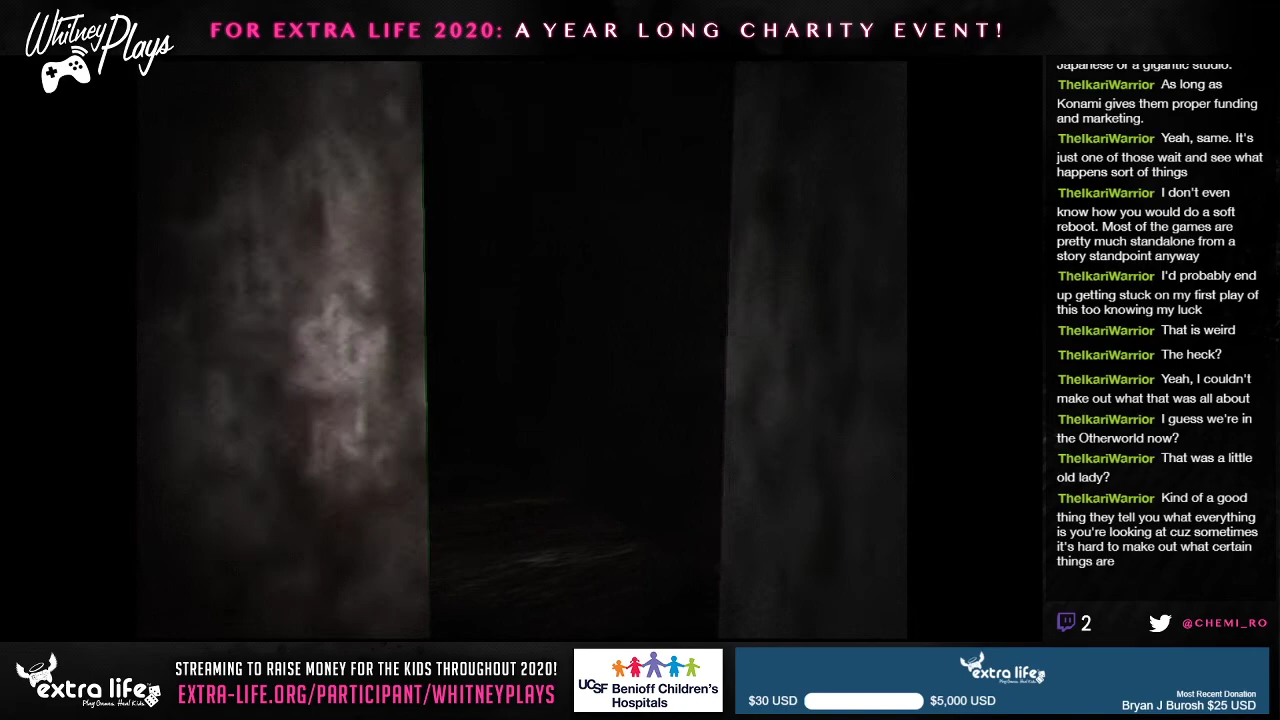 Whitney Plays
FOR EXTRA LIFE 2020: A YEAR LONG CHARITY EVENT!
Japanese or a gigantic studio.
TheIkariWarrior As long as
Konami gives them proper funding
and marketing.
TheIkariWarrior Yeah, same. It's
just one of those wait and see what
happens sort of things
TheIkariWarrior I don't even
know how you would do a soft
reboot. Most of the games are
pretty much standalone from a
story standpoint anyway
TheIkariWarrior I'd probably end
up getting stuck on my first play of
this too knowing my luck
TheIkariWarrior That is weird
TheIkariWarrior The heck?
TheIkariWarrior Yeah, I couldn't
make out what that was all about
TheIkariWarrior I guess we're in
the Otherworld now?
TheIkariWarrior That was a little
old lady?
TheIkariWarrior Kind of a good
thing they tell you what everything
is you're looking at cuz sometimes
it's hard to make out what certain
things are
2 @CHEMI_RO
extra life
Play Games. Heal Kids.
STREAMING TO RAISE MONEY FOR THE KIDS THROUGHOUT 2020!
EXTRA-LIFE.ORG/PARTICIPANT/WHITNEYPLAYS
UCSF Benioff Children's
Hospitals
extra life
Play Games. Heal Kids.
$30 USD $5,000 USD
Most Recent Donation
Bryan J Burosh $25 USD